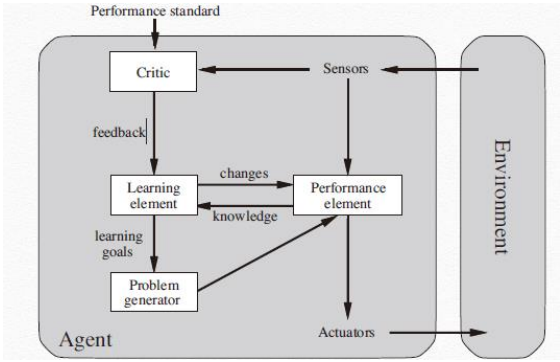 Performance standard
Critic
Sensors
feedback
changes
Learning
element
Performance
element
knowledge
learning
goals
Problem
generator
Agent
Actuators
Environment